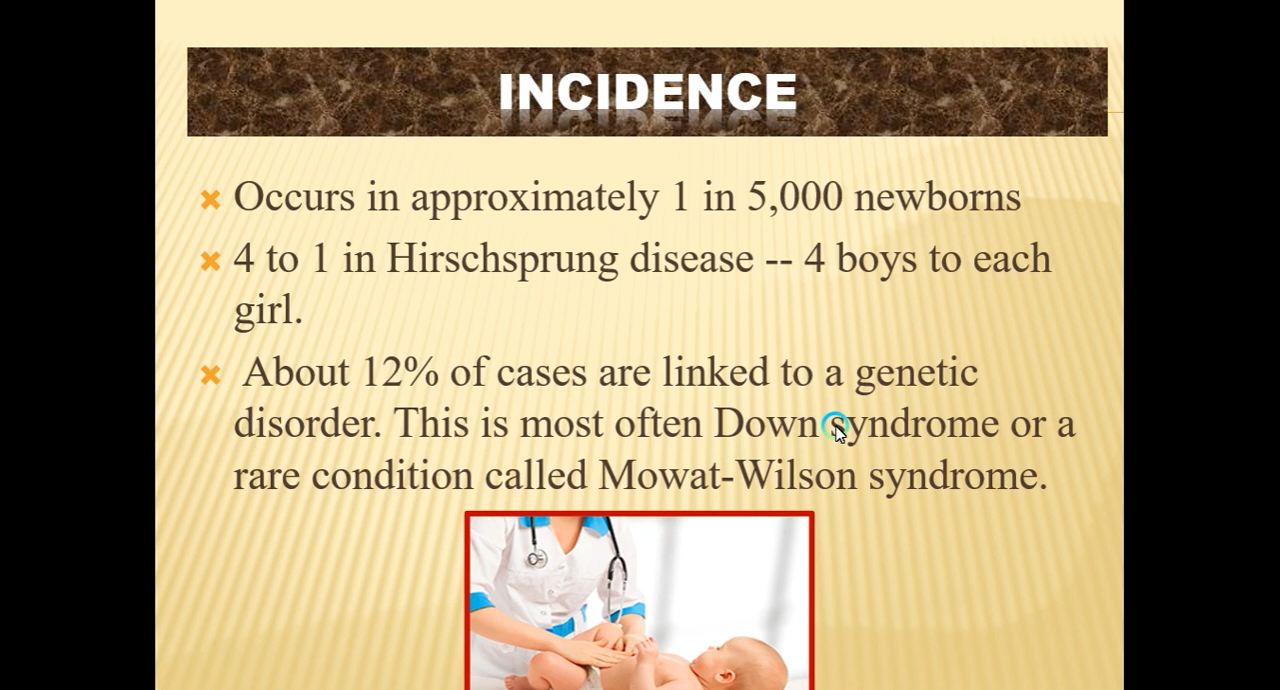 INCIDENCE
Occurs in approximately 1 in 5,000 newborns
4 to 1 in Hirschsprung disease -- 4 boys to each
girl.
About 12% of cases are linked to a genetic
disorder. This is most often Down syndrome or a
rare condition called Mowat-Wilson syndrome.